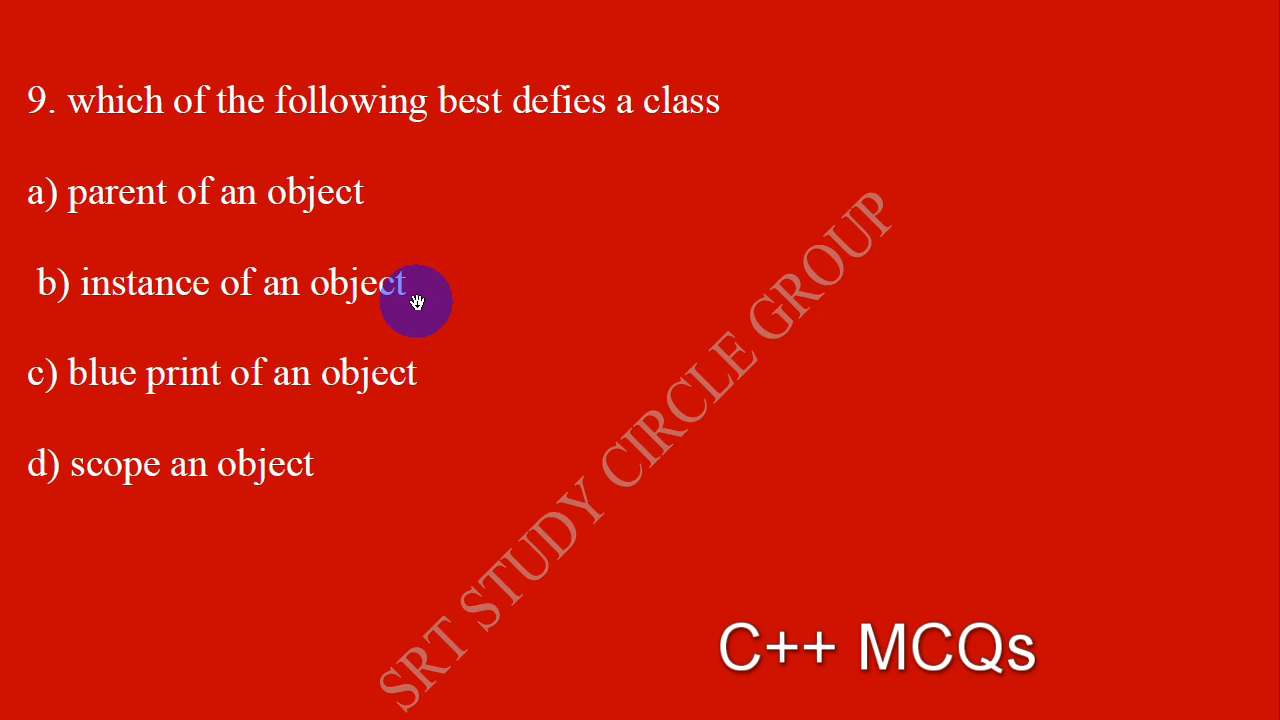 9. which of the following best defies a class
a) parent of an object
b) instance of an object
c) blue print of an object
d) scope an object
SRT STUDY CIRCLE GROUP
C++ MCQs